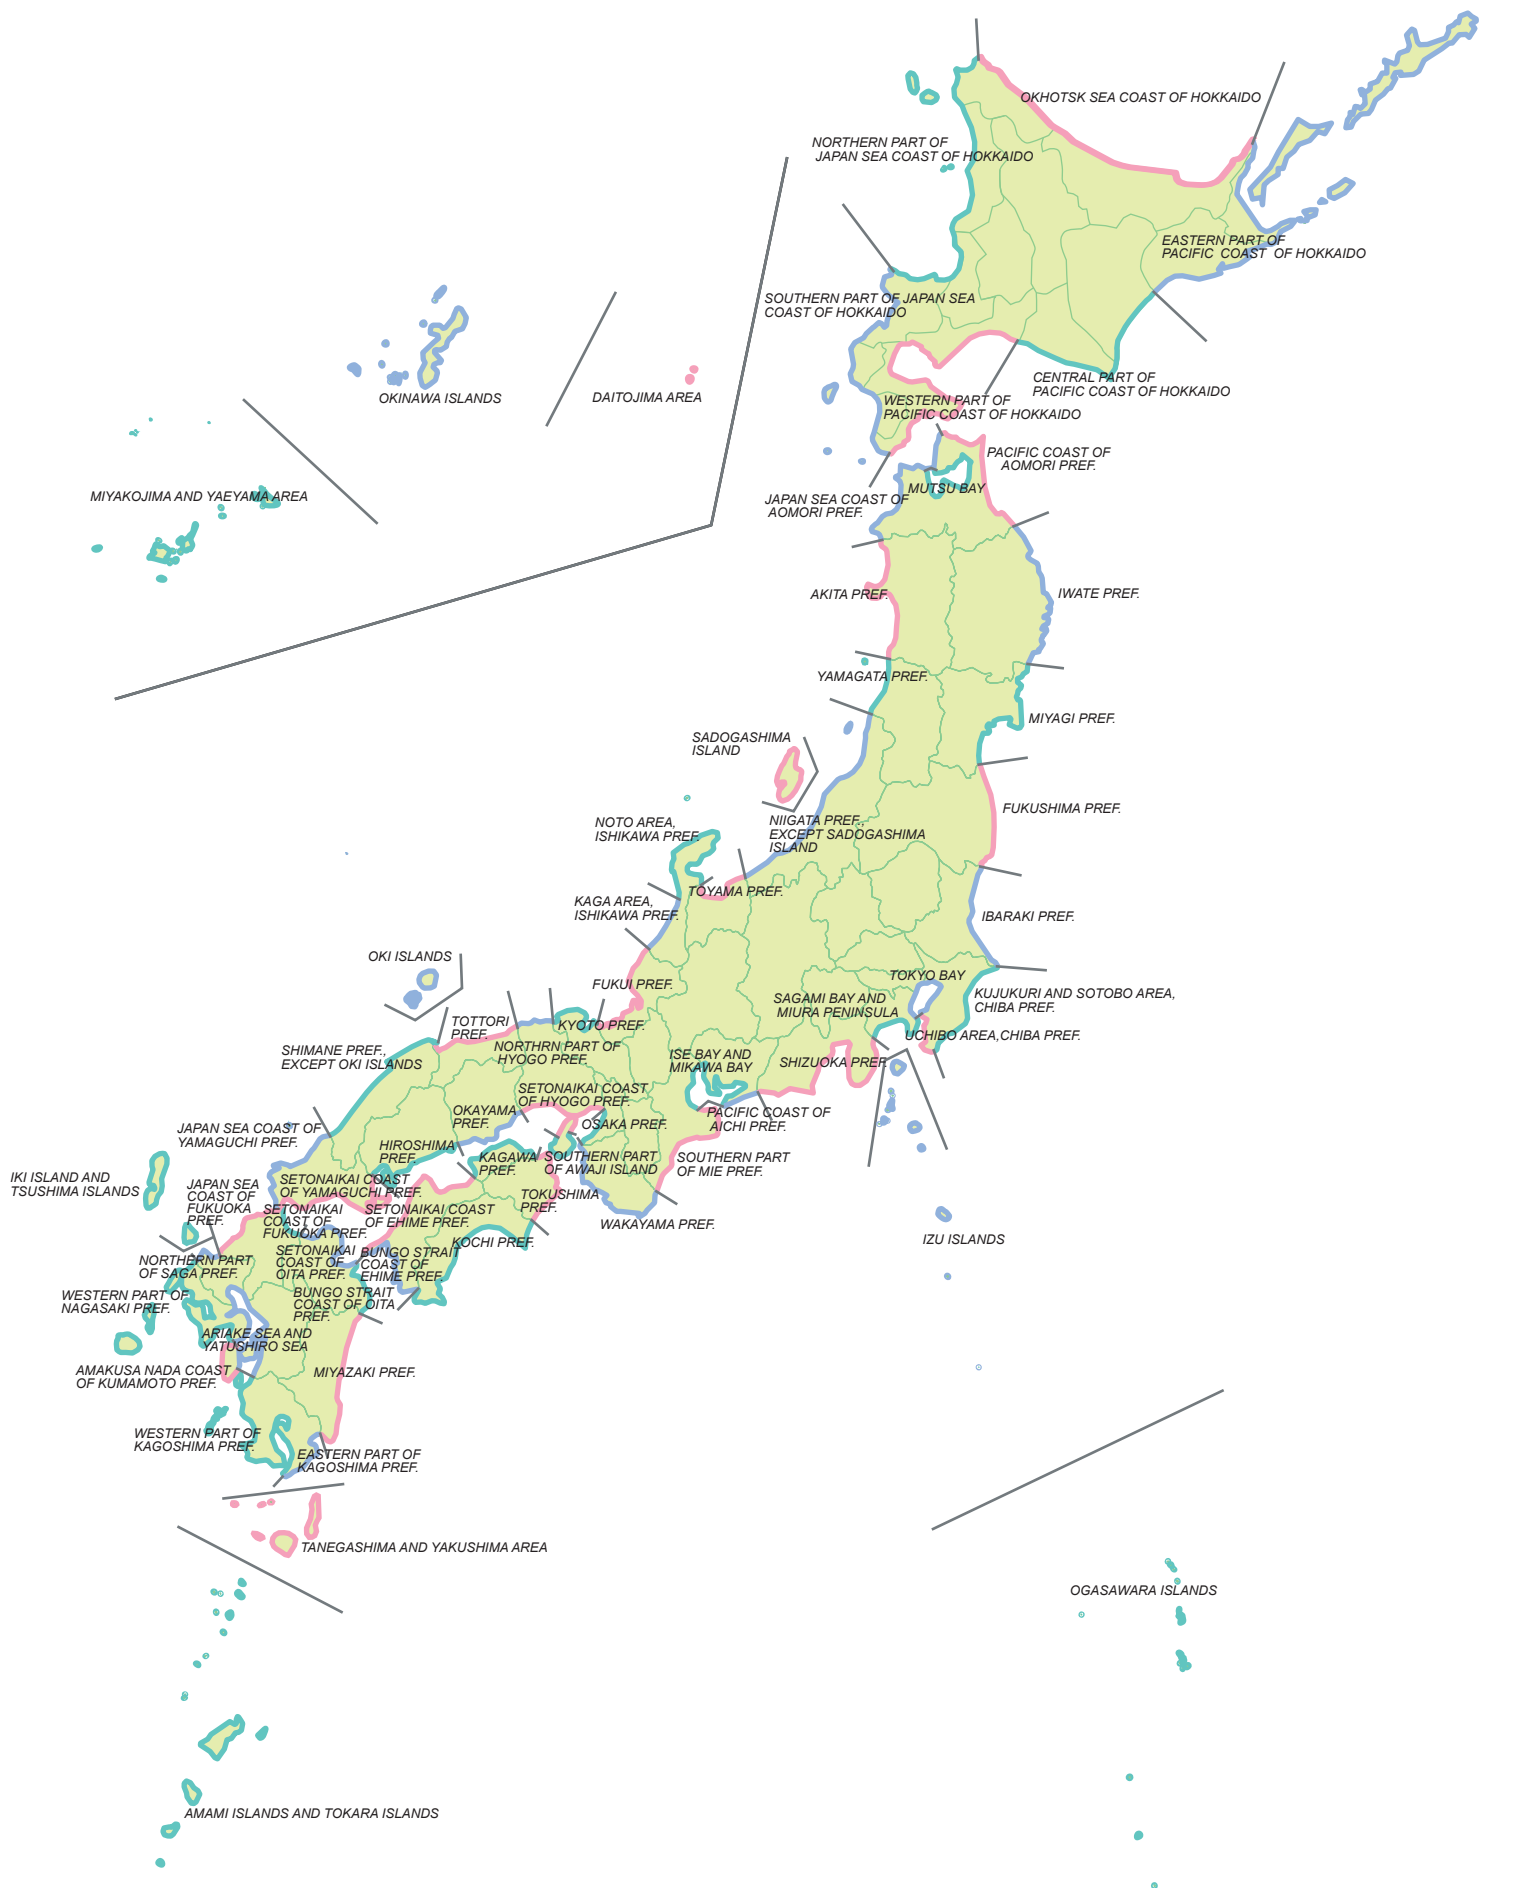 OKHOTSK SEA COAST OF HOKKAIDO
NORTHERN PART OF
JAPAN SEA COAST OF HOKKAIDO
EASTERN PART OF
PACIFIC COAST OF HOKKAIDO
SOUTHERN PART OF JAPAN SEA
COAST OF HOKKAIDO
CENTRAL PART OF
PACIFIC COAST OF HOKKAIDO
WESTERN PART OF
PACIFIC COAST OF HOKKAIDO
OKINAWA ISLANDS
DAITOJIMA AREA
MIYAKOJIMA AND YAEYAMA AREA
PACIFIC COAST OF
AOMORI PREF.
MUTSU BAY
JAPAN SEA COAST OF
AOMORI PREF.
AKITA PREF.
IWATE PREF.
YAMAGATA PREF.
MIYAGI PREF.
SADOGASHIMA
ISLAND
FUKUSHIMA PREF.
NIIGATA PREF.,
EXCEPT SADOGASHIMA
ISLAND
NOTO AREA,
ISHIKAWA PREF.
TOYAMA PREF.
KAGA AREA,
ISHIKAWA PREF.
IBARAKI PREF.
OKI ISLANDS
FUKUI PREF.
TOKYO BAY
SAGAMI BAY AND
MIURA PENINSULA
KUJUKURI AND SOTOBO AREA,
CHIBA PREF.
UCHIBO AREA,CHIBA PREF.
TOTTORI
PREF.
KYOTO PREF.
NORTHRN PART OF
HYOGO PREF.
SHIMANE PREF.,
EXCEPT OKI ISLANDS
ISE BAY AND
MIKAWA BAY
SHIZUOKA PREF.
SETONAIKAI COAST
OF HYOGO PREF.
OKAYAMA
PREF.
OSAKA PREF.
PACIFIC COAST OF
AICHI PREF.
JAPAN SEA COAST OF
YAMAGUCHI PREF.
HIROSHIMA
PREF.
KAGAWA
PREF.
SOUTHERN PART
OF AWAJI ISLAND
SOUTHERN PART
OF MIE PREF.
IKI ISLAND AND
TSUSHIMA ISLANDS
JAPAN SEA
COAST OF
FUKUOKA
PREF.
SETONAIKAI COAST
OF YAMAGUCHI PREF.
TOKUSHIMA
PREF.
SETONAIKAI
COAST OF
FUKUOKA PREF.
SETONAIKAI COAST
OF EHIME PREF.
WAKAYAMA PREF.
KOCHI PREF.
IZU ISLANDS
NORTHERN PART
OF SAGA PREF.
SETONAIKAI
COAST OF
OITA PREF.
BUNGO STRAIT
COAST OF
EHIME PREF.
BUNGO STRAIT
COAST OF OITA
PREF.
WESTERN PART OF
NAGASAKI PREF.
ARIAKE SEA AND
YATUSHIRO SEA
AMAKUSA NADA COAST
OF KUMAMOTO PREF.
MIYAZAKI PREF.
WESTERN PART OF
KAGOSHIMA PREF.
EASTERN PART OF
KAGOSHIMA PREF.
TANEGASHIMA AND YAKUSHIMA AREA
OGASAWARA ISLANDS
AMAMI ISLANDS AND TOKARA ISLANDS